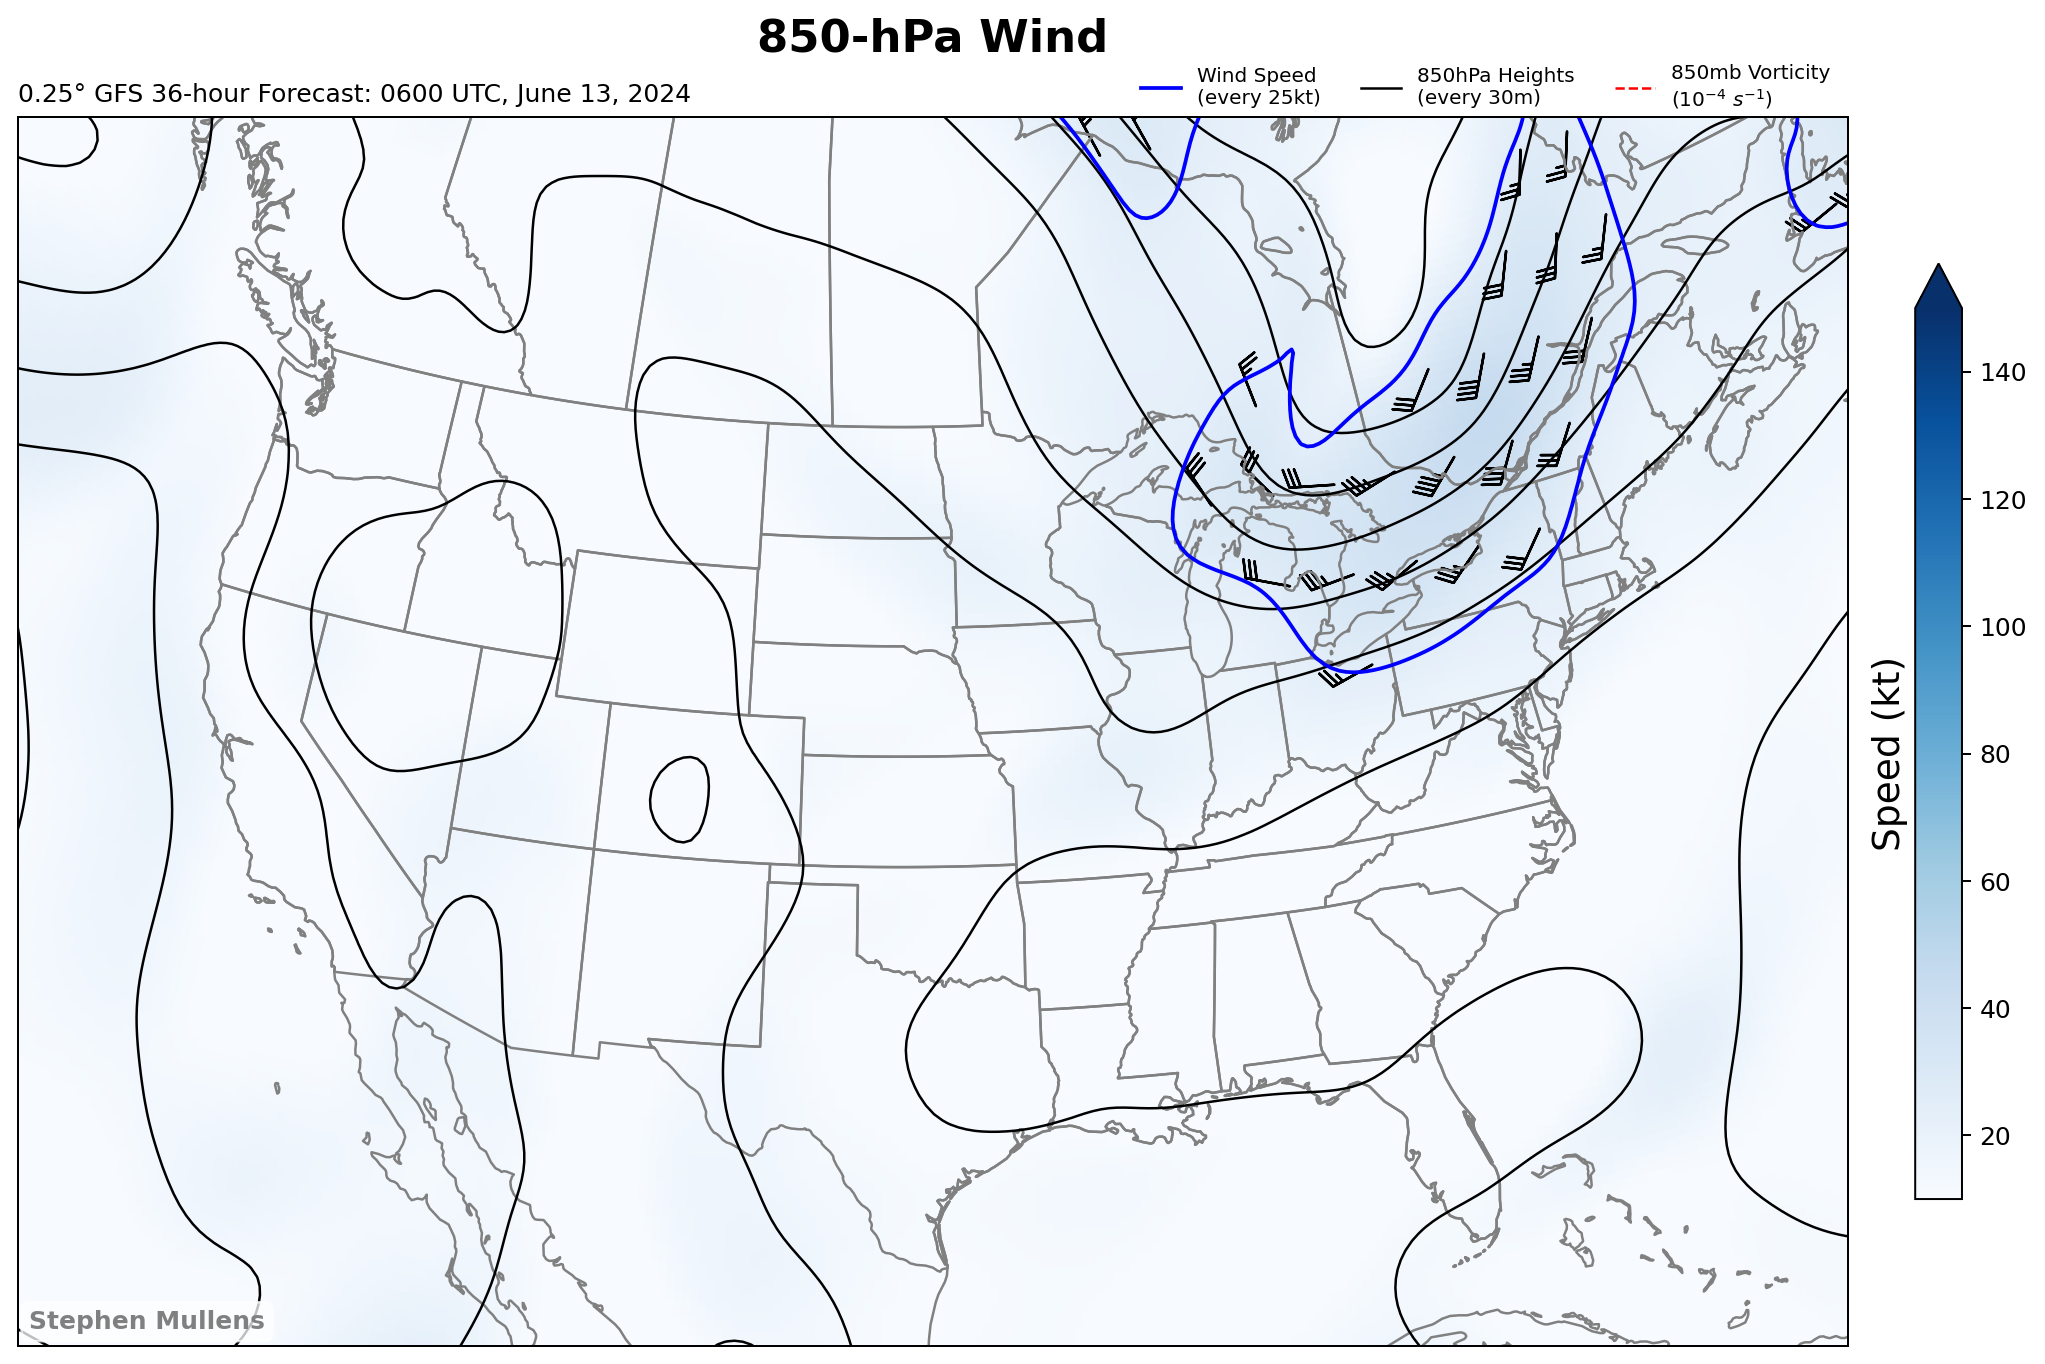 850-hPa Wind
0.25° GFS 36-hour Forecast: 0600 UTC, June 13, 2024
Wind Speed
(every 25kt)
850hPa Heights
(every 30m)
850mb Vorticity
(10⁻⁴ s⁻¹)
140
120
100
80
60
40
20
Speed (kt)
Stephen Mullens